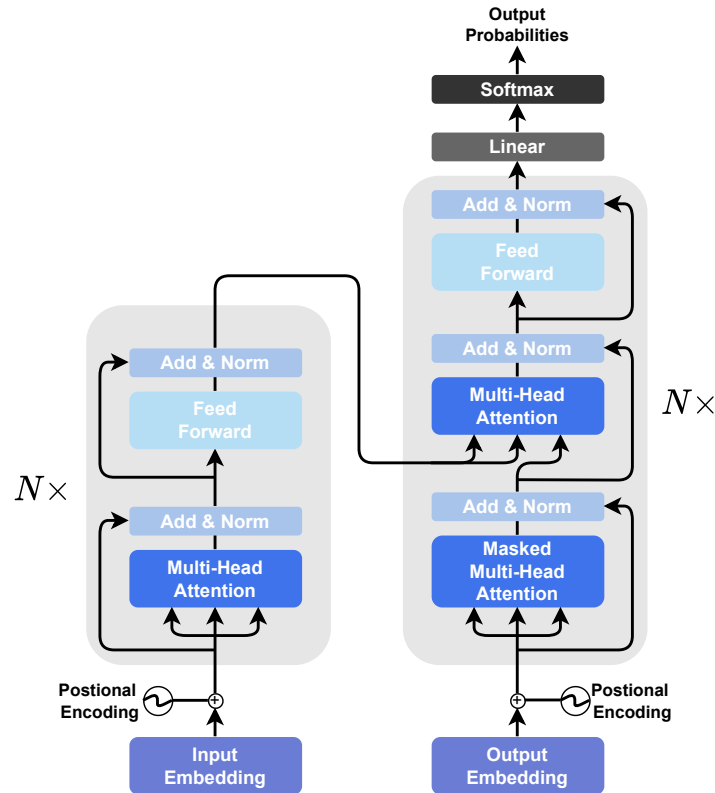 Output
Probabilities
Softmax
Linear
Add & Norm
Feed
Forward
Add & Norm
Multi-Head
Attention
N×
Add & Norm
Masked
Multi-Head
Attention
Postional
Encoding
Output
Embedding
Add & Norm
Feed
Forward
N×
Add & Norm
Multi-Head
Attention
Postional
Encoding
Input
Embedding